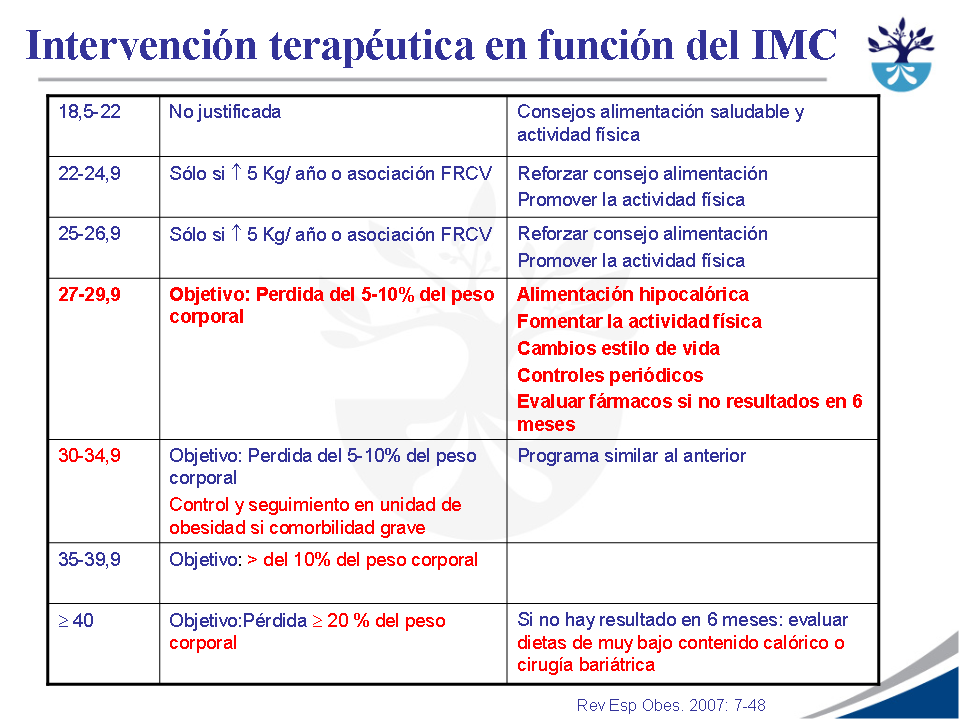 Intervención terapéutica en función del IMC
18,5-22
No justificada
Consejos alimentación saludable y
actividad física
22-24,9
Sólo si ↑ 5 Kg/ año o asociación FRCV
Reforzar consejo alimentación
Promover la actividad física
25-26,9
Sólo si ↑ 5 Kg/ año o asociación FRCV
Reforzar consejo alimentación
Promover la actividad física
27-29,9
Objetivo: Perdida del 5-10% del peso
corporal
Alimentación hipocalórica
Fomentar la actividad física
Cambios estilo de vida
Controles periódicos
Evaluar fármacos si no resultados en 6
meses
30-34,9
Objetivo: Perdida del 5-10% del peso
corporal
Control y seguimiento en unidad de
obesidad si comorbilidad grave
Programa similar al anterior
35-39,9
Objetivo: > del 10% del peso corporal
≥ 40
Objetivo:Pérdida ≥ 20 % del peso
corporal
Si no hay resultado en 6 meses: evaluar
dietas de muy bajo contenido calórico o
cirugía bariátrica
Rev Esp Obes. 2007: 7-48